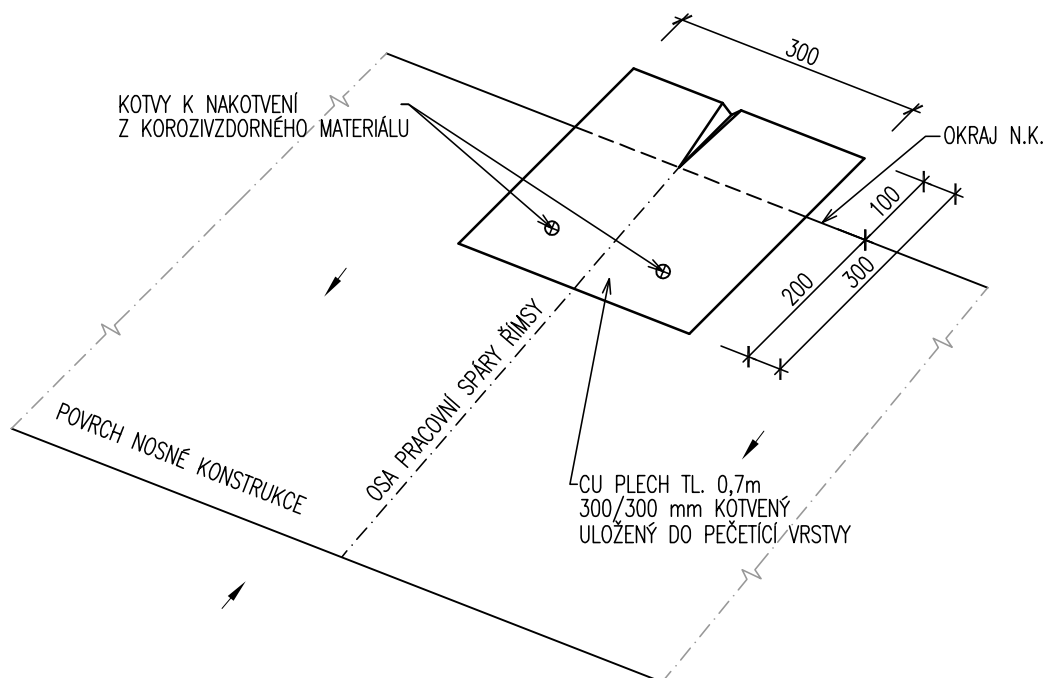 300
KOTVY K NAKOTVENÍ
Z KOROZIVZDORNÉHO MATERIÁLU
OKRAJ N.K.
100
200
300
OSA PRACOVNÍ SPÁRY ŘÍMSY
POVRCH NOSNÉ KONSTRUKCE
CU PLECH TL. 0,7m
300/300 mm KOTVENÝ
ULOŽENÝ DO PEČETÍCÍ VRSTVY